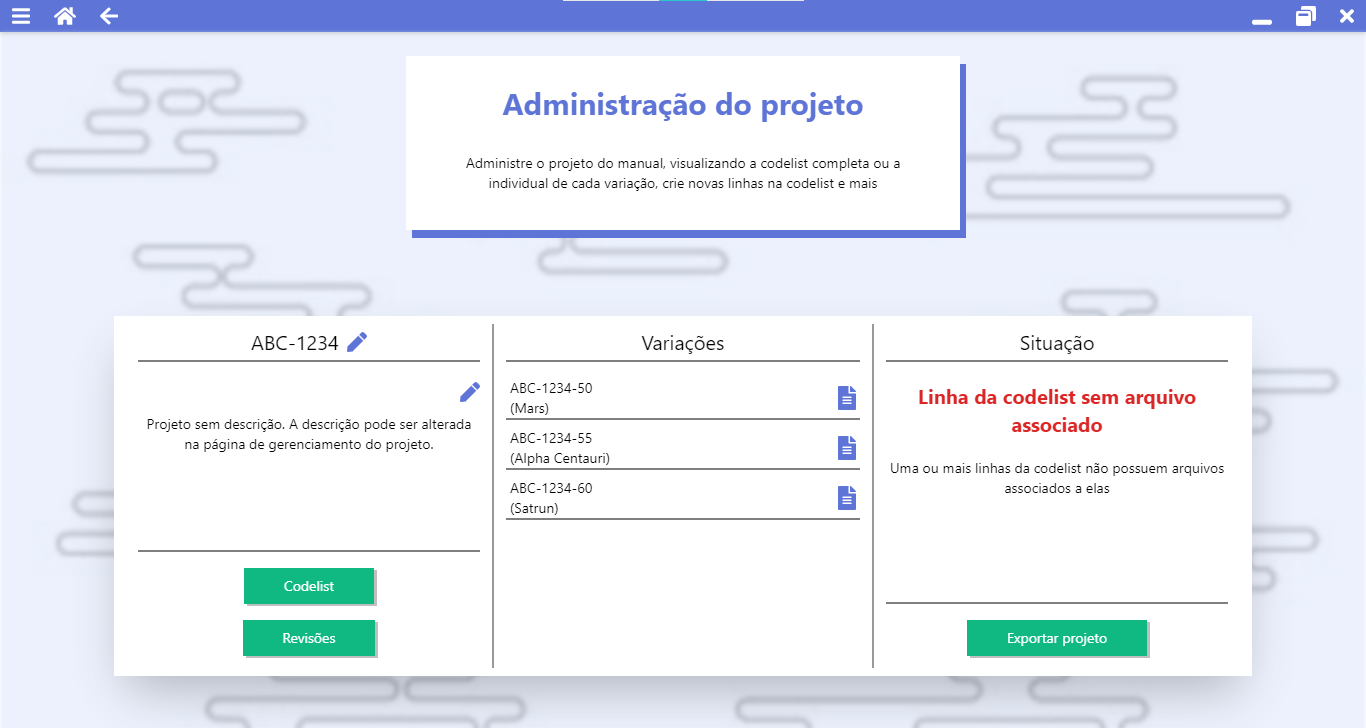 Administração do projeto
Administre o projeto do manual, visualizando a codelist completa ou a
individual de cada variação, crie novas linhas na codelist e mais
ABC-1234
Projeto sem descrição. A descrição pode ser alterada
na página de gerenciamento do projeto.
Codelist
Revisões
Variações
ABC-1234-50
(Mars)
ABC-1234-55
(Alpha Centauri)
ABC-1234-60
(Satrun)
Situação
Linha da codelist sem arquivo
associado
Uma ou mais linhas da codelist não possuem arquivos
associados a elas
Exportar projeto